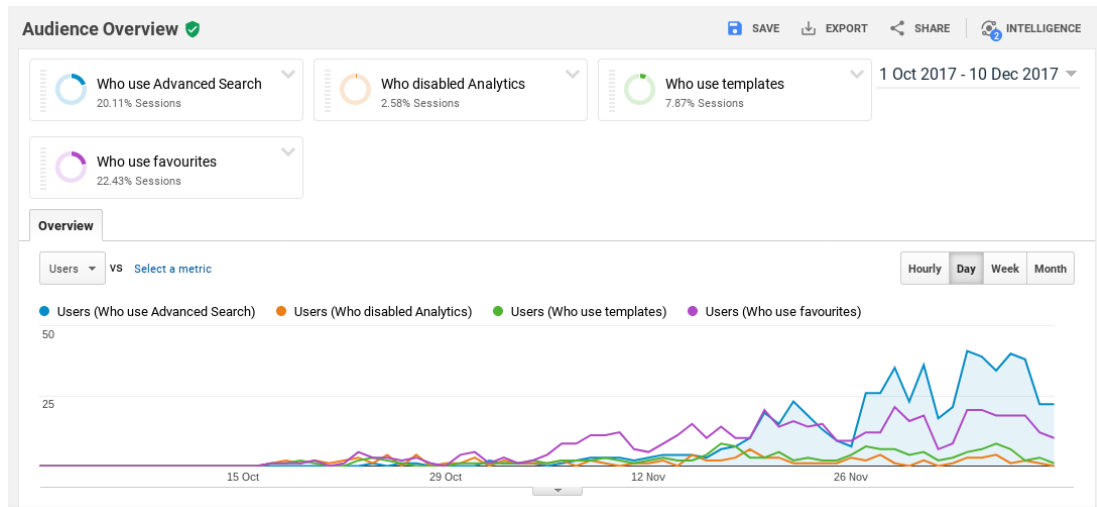 Audience Overview
SAVE EXPORT SHARE 2 INTELLIGENCE
Who use Advanced Search
20.11% Sessions
Who disabled Analytics
2.58% Sessions
Who use templates
7.87% Sessions
1 Oct 2017 - 10 Dec 2017
Who use favourites
22.43% Sessions
Overview
Users VS Select a metric
Hourly Day Week Month
Users (Who use Advanced Search) Users (Who disabled Analytics) Users (Who use templates) Users (Who use favourites)
50
25
15 Oct 29 Oct 12 Nov 26 Nov